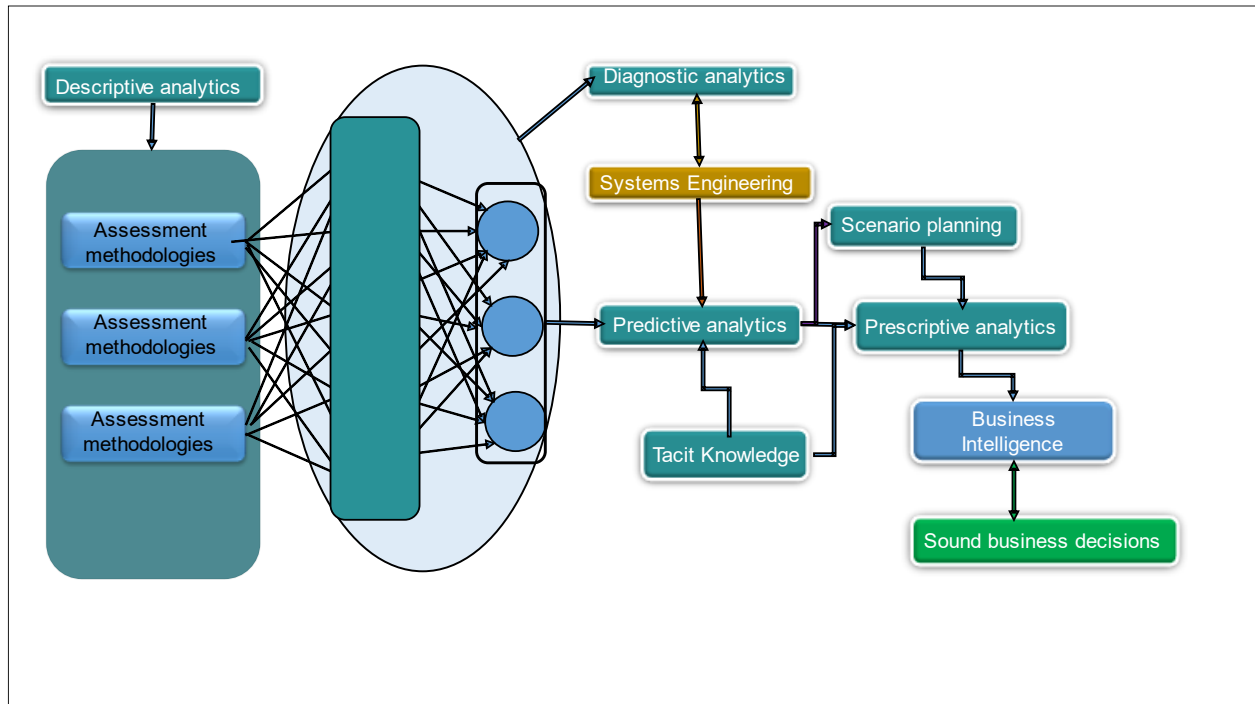 Descriptive analytics
Assessment
methodologies
Assessment
methodologies
Assessment
methodologies
Diagnostic analytics
Systems Engineering
Predictive analytics
Tacit Knowledge
Scenario planning
Prescriptive analytics
Business
Intelligence
Sound business decisions